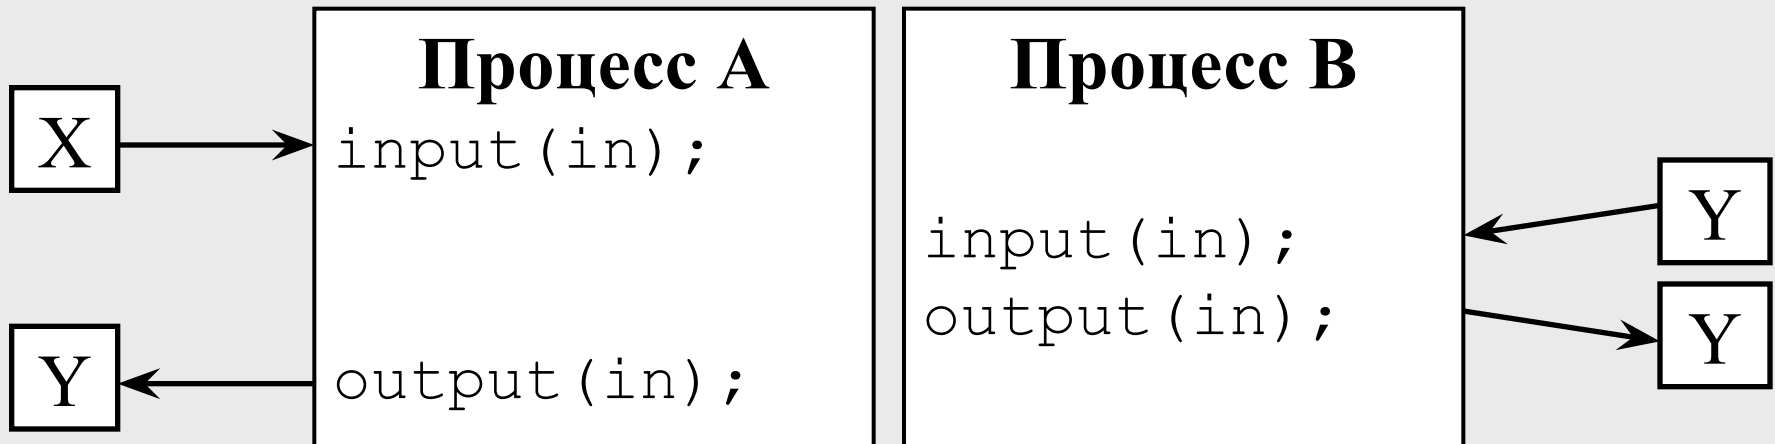 Процесс A
X
input(in);
Y
output(in);
Процесс B
input(in);
Y
output(in);
Y